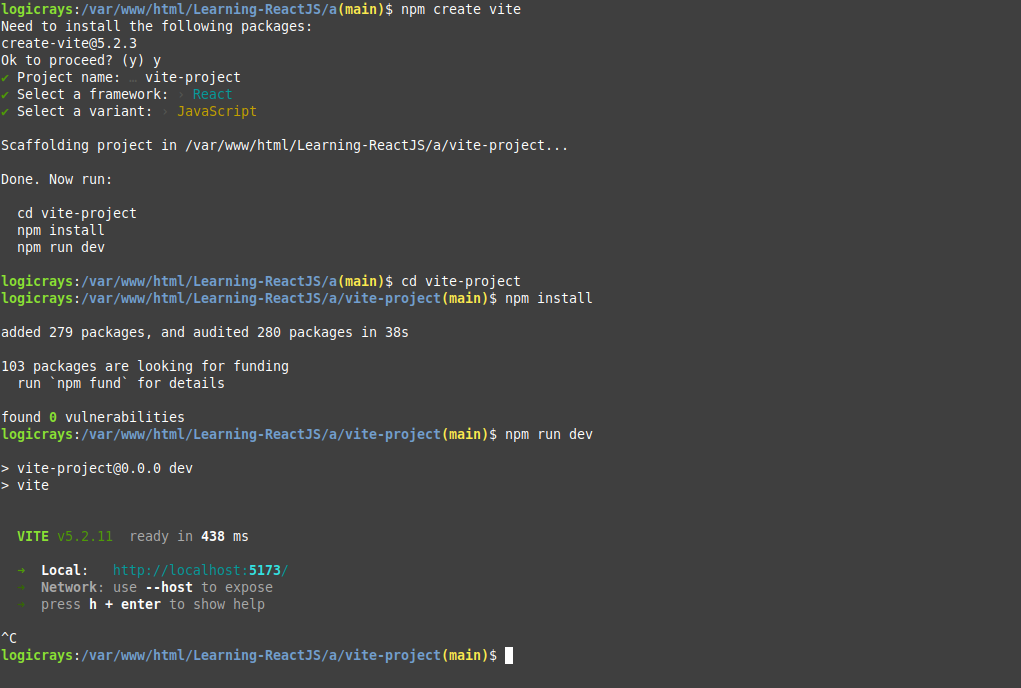 logicrays:/var/www/html/Learning-ReactJS/a(main)$ npm create vite
Need to install the following packages:
create-vite@5.2.3
Ok to proceed? (y) y
✔ Project name: … vite-project
✔ Select a framework: › React
✔ Select a variant: › JavaScript
Scaffolding project in /var/www/html/Learning-ReactJS/a/vite-project...
Done. Now run:
  cd vite-project
  npm install
  npm run dev
logicrays:/var/www/html/Learning-ReactJS/a(main)$ cd vite-project
logicrays:/var/www/html/Learning-ReactJS/a/vite-project(main)$ npm install
added 279 packages, and audited 280 packages in 38s
103 packages are looking for funding
  run `npm fund` for details
found 0 vulnerabilities
logicrays:/var/www/html/Learning-ReactJS/a/vite-project(main)$ npm run dev
> vite-project@0.0.0 dev
> vite
  VITE v5.2.11  ready in 438 ms
  ➜  Local:   http://localhost:5173/
  ➜  Network: use --host to expose
  ➜  press h + enter to show help
^C
logicrays:/var/www/html/Learning-ReactJS/a/vite-project(main)$